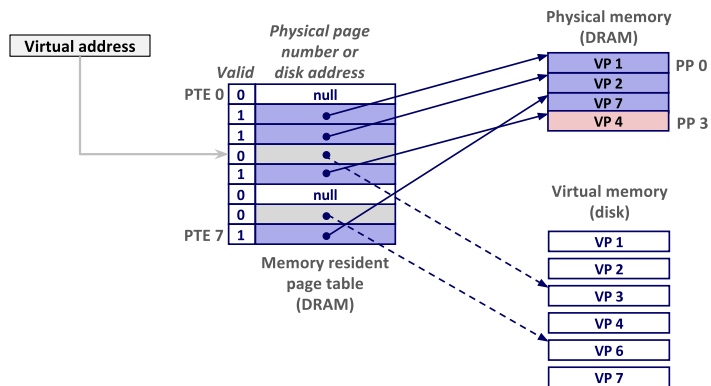 Virtual address
Physical page
number or
disk address
Valid
PTE 0
0
null
1
1
0
1
0
null
0
PTE 7
1
Memory resident
page table
(DRAM)
Physical memory
(DRAM)
VP 1
PP 0
VP 2
VP 7
VP 4
PP 3
Virtual memory
(disk)
VP 1
VP 2
VP 3
VP 4
VP 6
VP 7